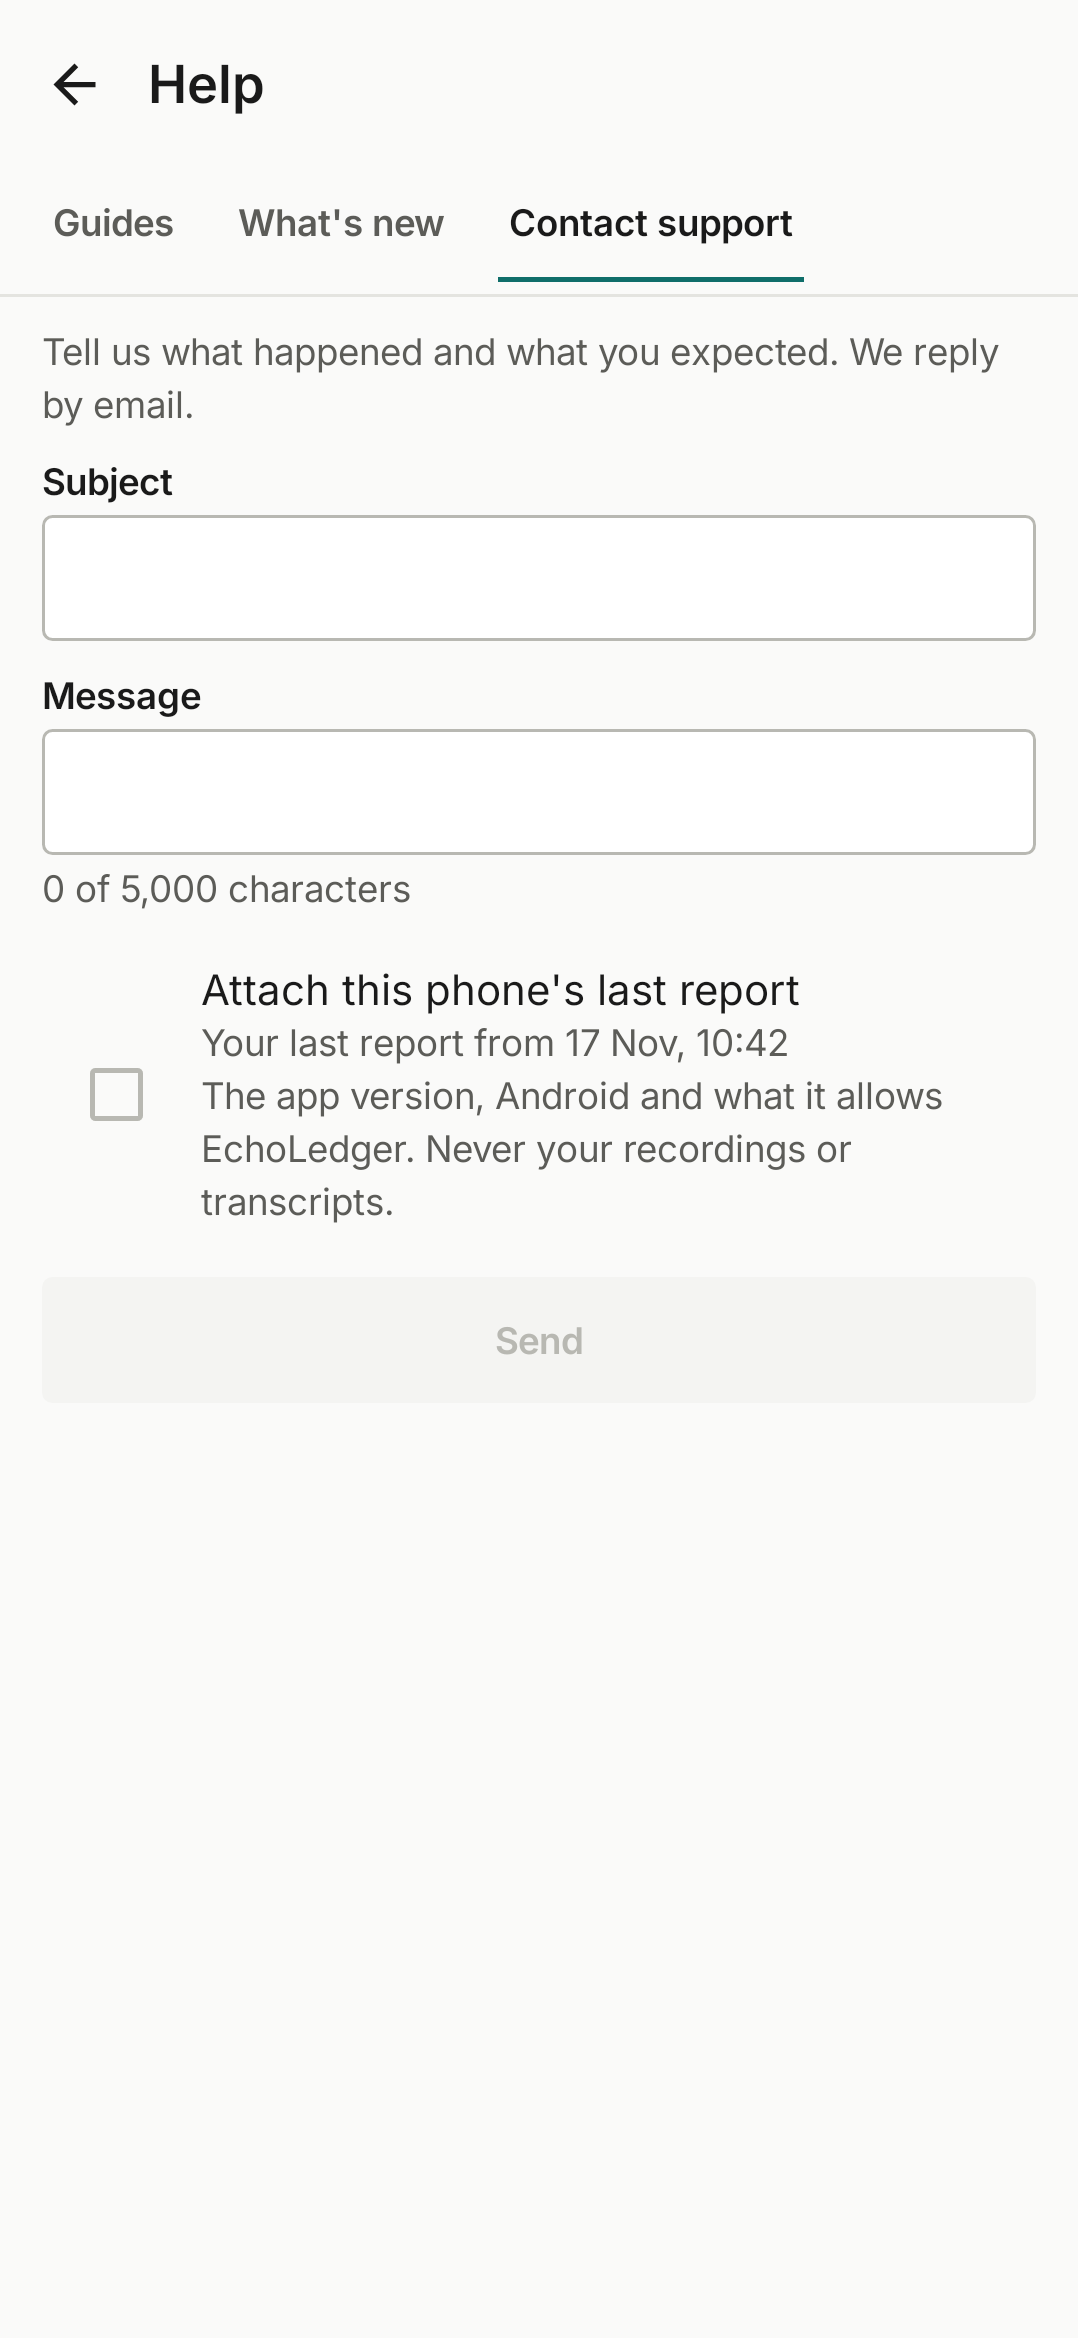 Help
Guides
What's new
Contact support
Tell us what happened and what you expected. We reply
by email.
Subject
Message
0 of 5,000 characters
Attach this phone's last report
Your last report from 17 Nov, 10:42
The app version, Android and what it allows
EchoLedger. Never your recordings or
transcripts.
Send